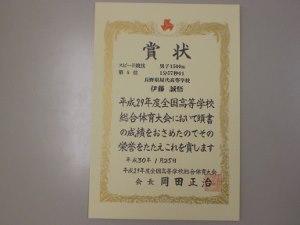 賞状
スピード競技 男子1500m
第5位 1分57秒61
長野県屋代高等学校
伊藤 誠悟
平成29年度全国高等学校
総合体育大会において頭書
の成績をおさめたのでその
栄誉をたたえこれを賞します
平成30年1月25日
平成29年度全国高等学校総合体育大会
会長 岡田正治